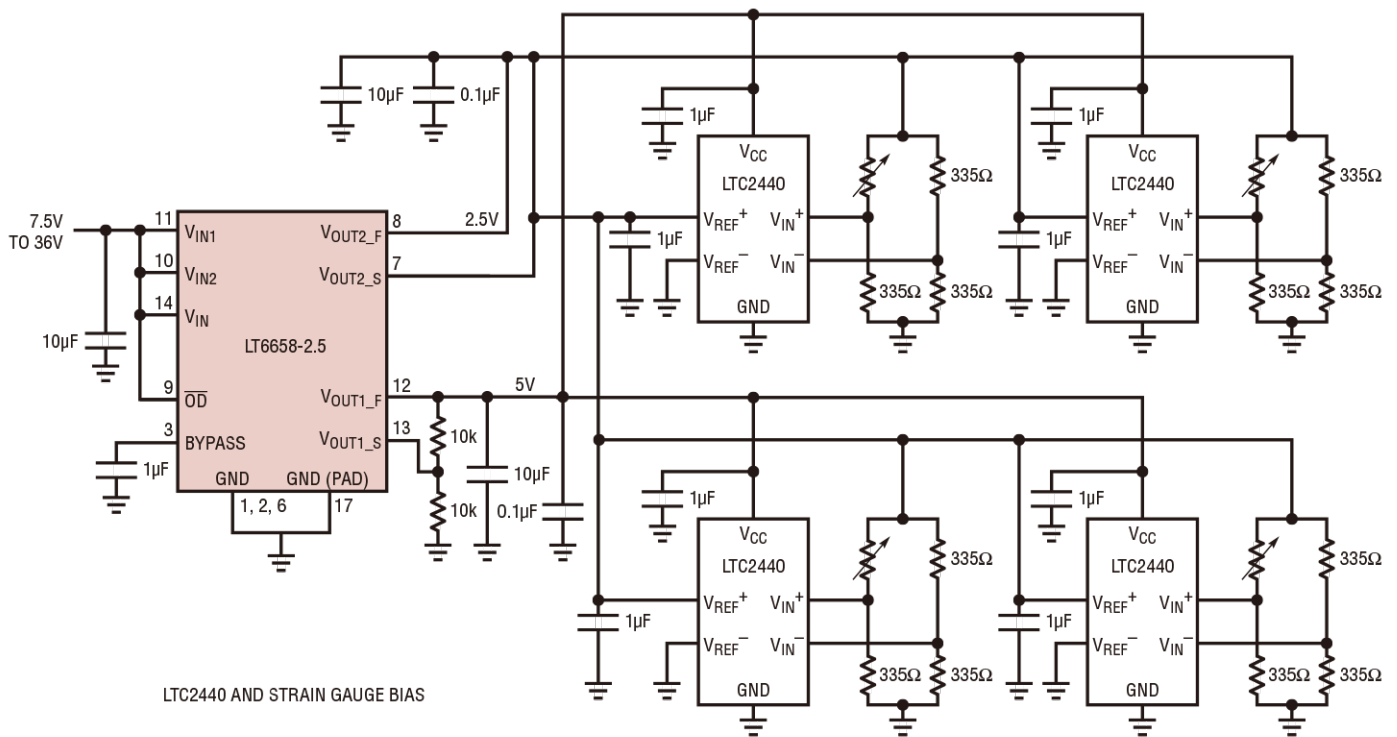 10µF
0.1µF
1µF
VCC
LTC2440
VREF+
VREF–
VIN+
VIN–
GND
1µF
335Ω
335Ω
335Ω
1µF
VCC
LTC2440
VREF+
VREF–
VIN+
VIN–
GND
1µF
335Ω
335Ω
335Ω
7.5V
TO 36V
10µF
11
VIN1
10
VIN2
14
VIN
9
OD
3
BYPASS
1µF
LT6658-2.5
VOUT2_F
8
2.5V
VOUT2_S
7
VOUT1_F
12
5V
VOUT1_S
13
GND
GND (PAD)
1, 2, 6
17
10k
10k
10µF
0.1µF
1µF
VCC
LTC2440
VREF+
VREF–
VIN+
VIN–
GND
1µF
335Ω
335Ω
335Ω
1µF
VCC
LTC2440
VREF+
VREF–
VIN+
VIN–
GND
1µF
335Ω
335Ω
335Ω
LTC2440 AND STRAIN GAUGE BIAS